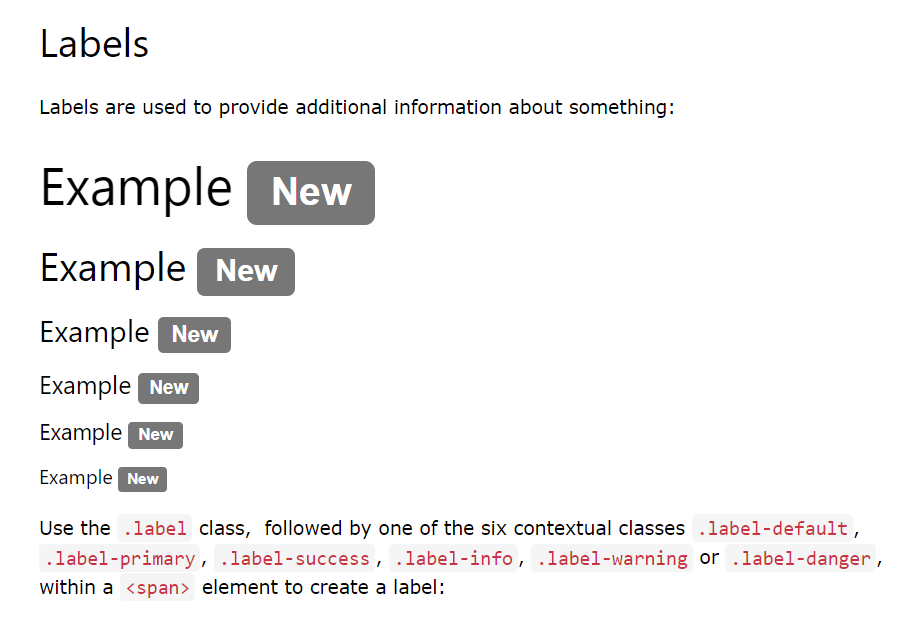 Labels
Labels are used to provide additional information about something:
Example New
Example New
Example New
Example New
Example New
Example New
Use the .label class, followed by one of the six contextual classes .label-default,
.label-primary, .label-success, .label-info, .label-warning or .label-danger,
within a <span> element to create a label: